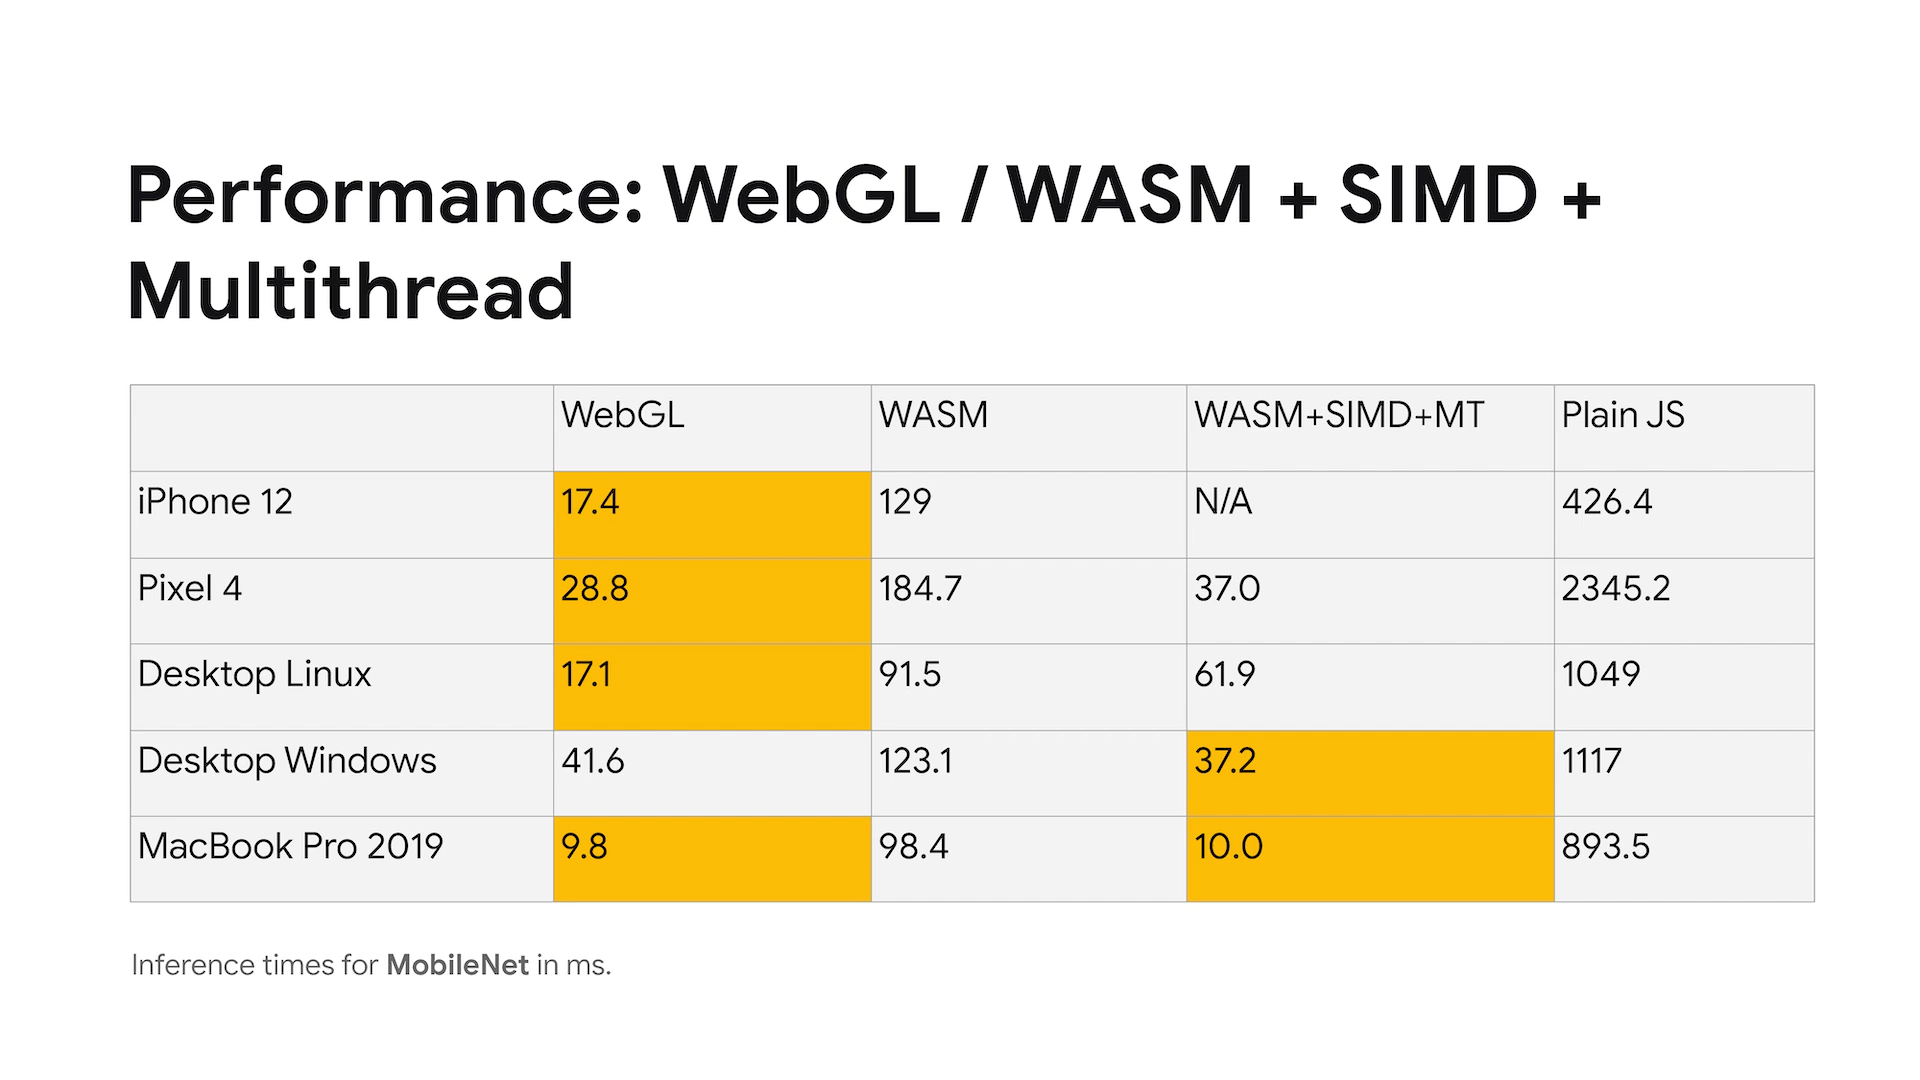 Performance: WebGL / WASM + SIMD +
Multithread
WebGL WASM WASM+SIMD+MT Plain JS
iPhone 12 17.4 129 N/A 426.4
Pixel 4 28.8 184.7 37.0 2345.2
Desktop Linux 17.1 91.5 61.9 1049
Desktop Windows 41.6 123.1 37.2 1117
MacBook Pro 2019 9.8 98.4 10.0 893.5
Inference times for MobileNet in ms.